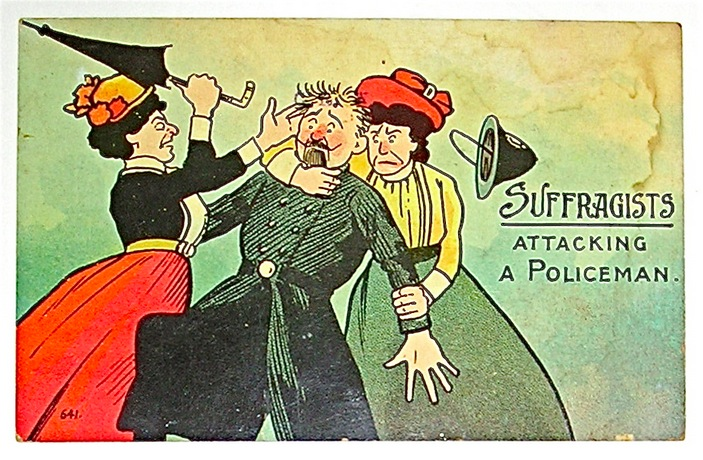 SUFFRAGISTS
ATTACKING
A POLICEMAN.
641.